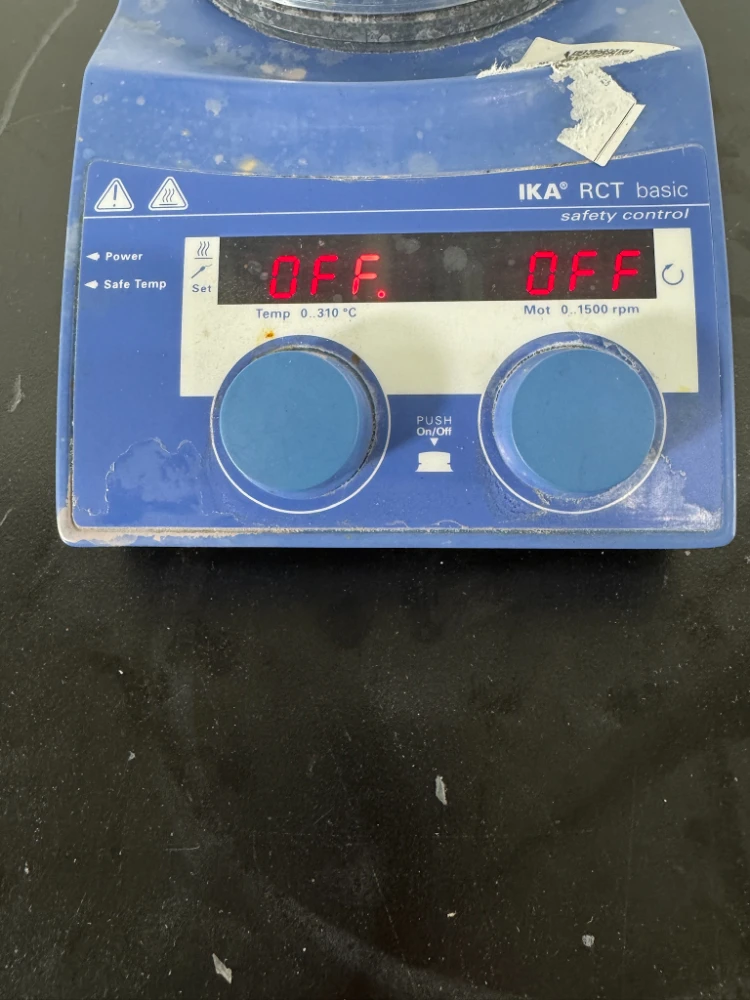 IKA® RCT basic
safety control
Power
Safe Temp
Set
OFF.
OFF
Temp 0..310 °C
Mot 0..1500 rpm
PUSH
On/Off